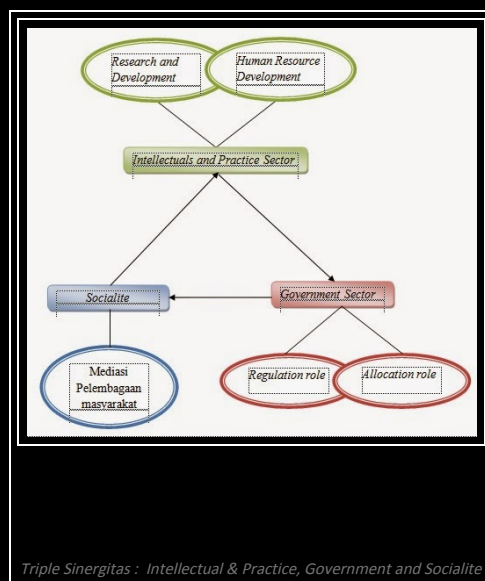 Research and
Development
Human Resource
Development
Intellectuals and Practice Sector
Socialite
Government Sector
Mediasi
Pelembagaan
masyarakat
Regulation role
Allocation role
Triple Sinergitas : Intellectual & Practice, Government and Socialite